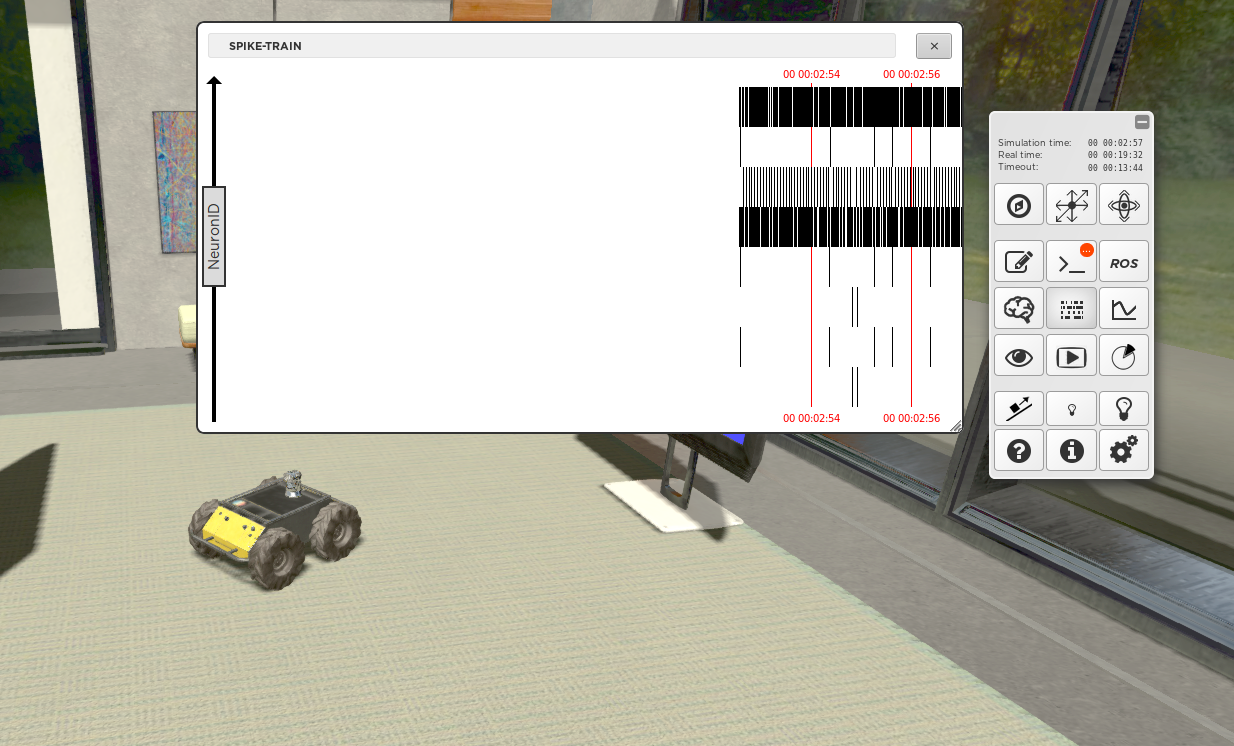 SPIKE-TRAIN
×
00 00:02:54 00 00:02:56
NeuronID
00 00:02:54 00 00:02:56
Simulation time: 00 00:02:57
Real time: 00 00:19:32
Timeout: 00 00:13:44
...
>_
ROS
?
i